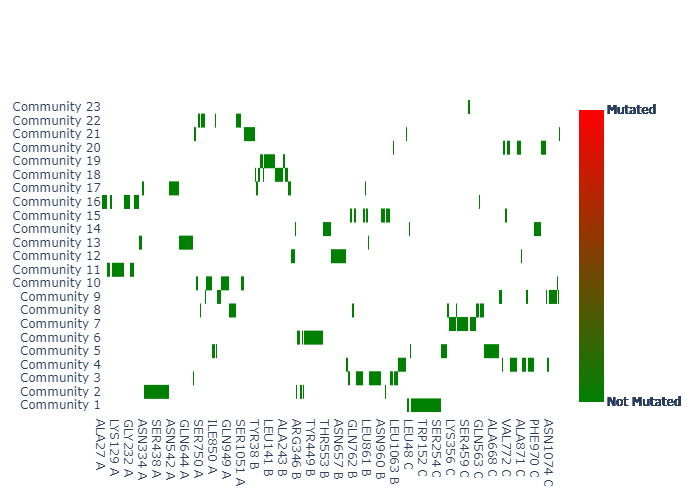 Community 23
Community 22
Community 21
Community 20
Community 19
Community 18
Community 17
Community 16
Community 15
Community 14
Community 13
Community 12
Community 11
Community 10
Community 9
Community 8
Community 7
Community 6
Community 5
Community 4
Community 3
Community 2
Community 1
Mutated
Not Mutated
ALA27 A
LYS129 A
GLY232 A
ASN334 A
SER438 A
ASN542 A
GLN644 A
SER750 A
ILE850 A
GLN949 A
SER1051 A
TYR38 B
LEU141 B
ALA243 B
ARG346 B
TYR449 B
THR553 B
ASN657 B
GLN762 B
LEU861 B
ASN960 B
LEU1063 B
LEU48 C
TRP152 C
SER254 C
LYS356 C
SER459 C
GLN563 C
ALA668 C
VAL772 C
ALA871 C
PHE970 C
ASN1074 C